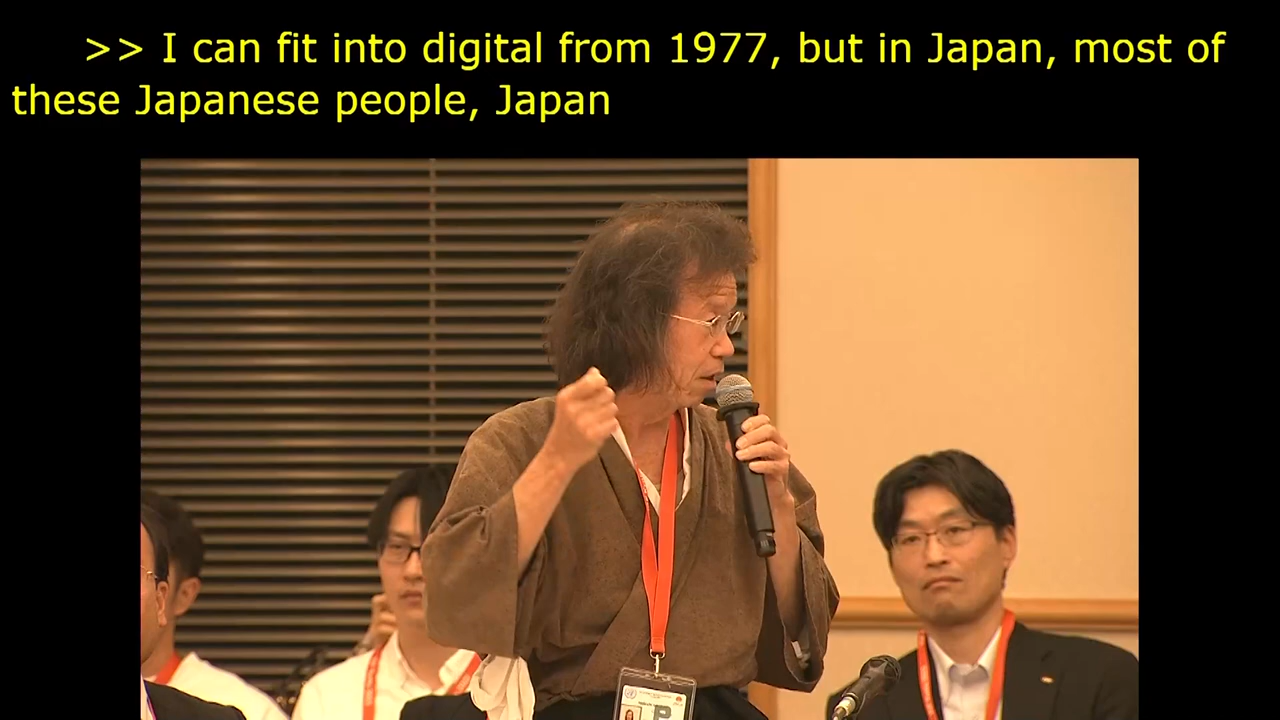 >> I can fit into digital from 1977, but in Japan, most of
these Japanese people, Japan
P